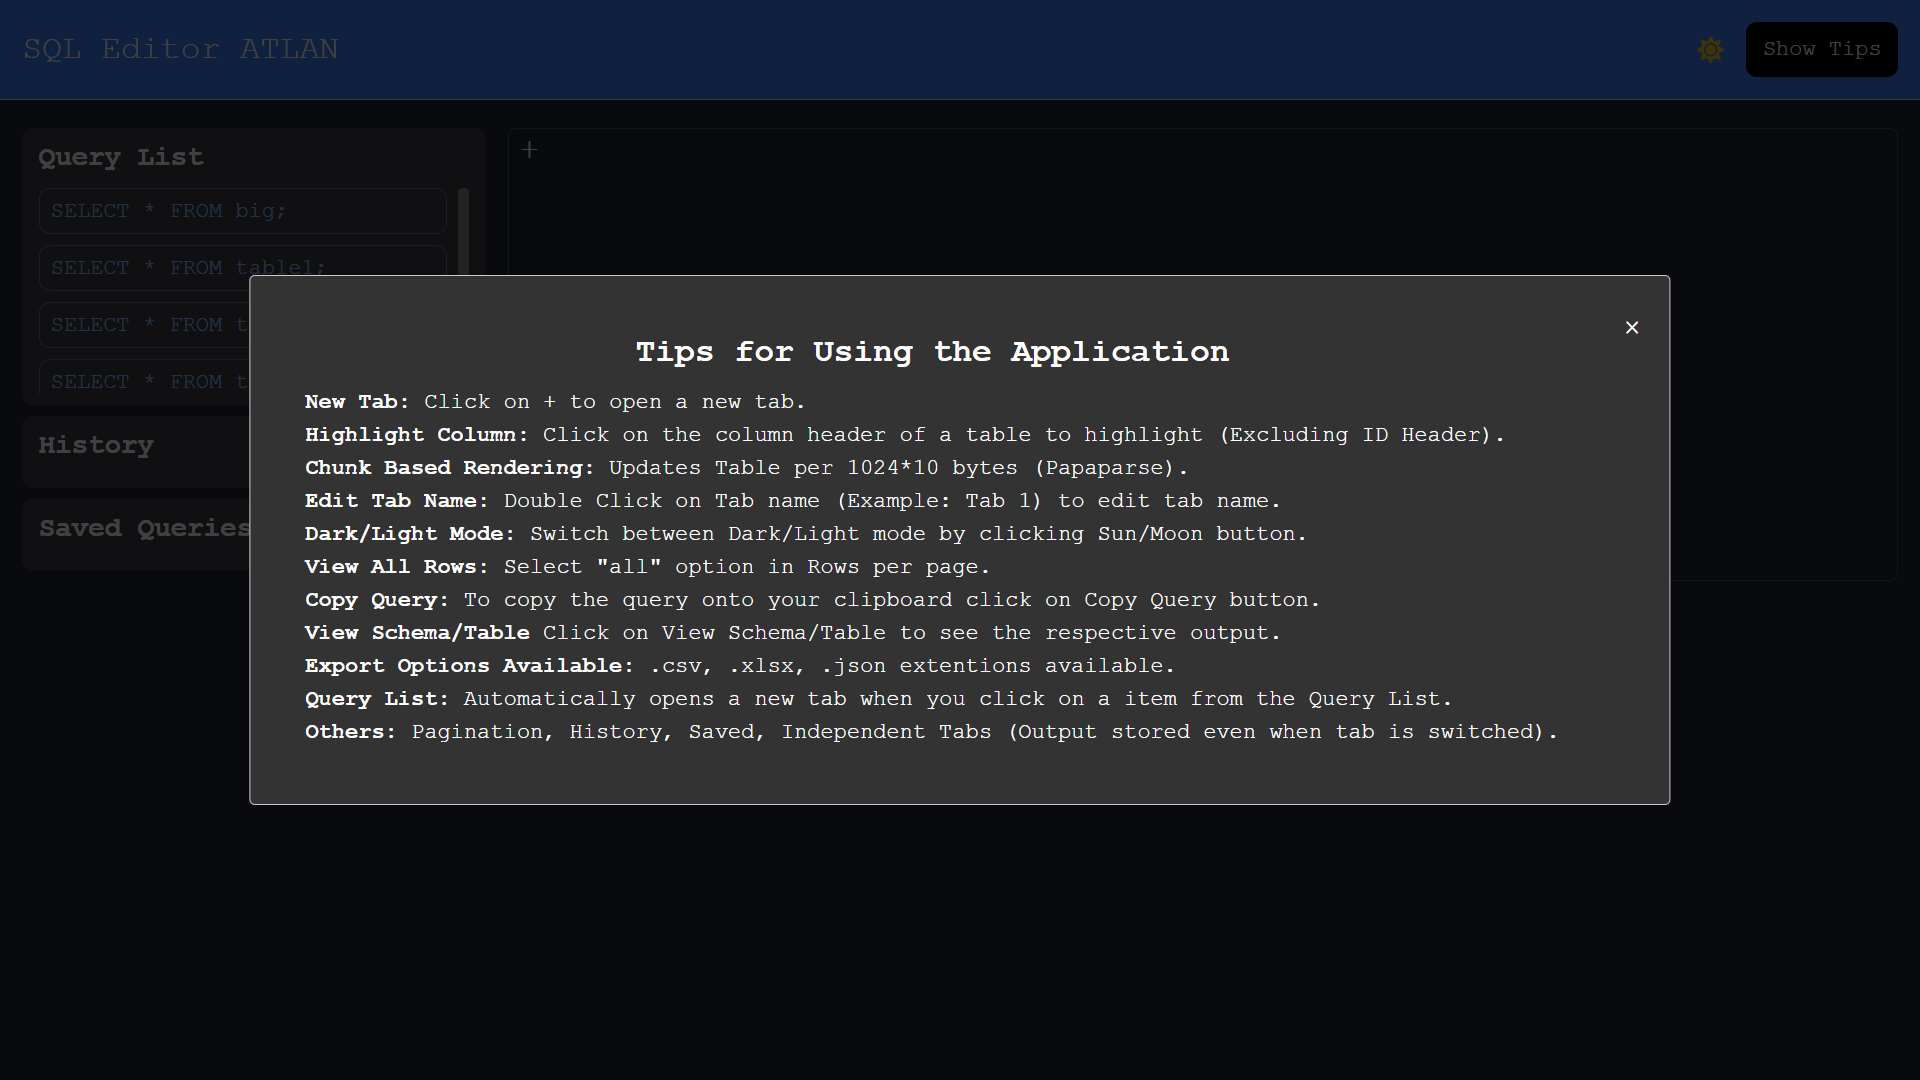 SQL Editor ATLAN
Show Tips
Query List
+
SELECT * FROM big;
SELECT * FROM table1;
SELECT * FROM t
SELECT * FROM t
History
Saved Queries
×
Tips for Using the Application
New Tab: Click on + to open a new tab.
Highlight Column: Click on the column header of a table to highlight (Excluding ID Header).
Chunk Based Rendering: Updates Table per 1024*10 bytes (Papaparse).
Edit Tab Name: Double Click on Tab name (Example: Tab 1) to edit tab name.
Dark/Light Mode: Switch between Dark/Light mode by clicking Sun/Moon button.
View All Rows: Select "all" option in Rows per page.
Copy Query: To copy the query onto your clipboard click on Copy Query button.
View Schema/Table Click on View Schema/Table to see the respective output.
Export Options Available: .csv, .xlsx, .json extentions available.
Query List: Automatically opens a new tab when you click on a item from the Query List.
Others: Pagination, History, Saved, Independent Tabs (Output stored even when tab is switched).